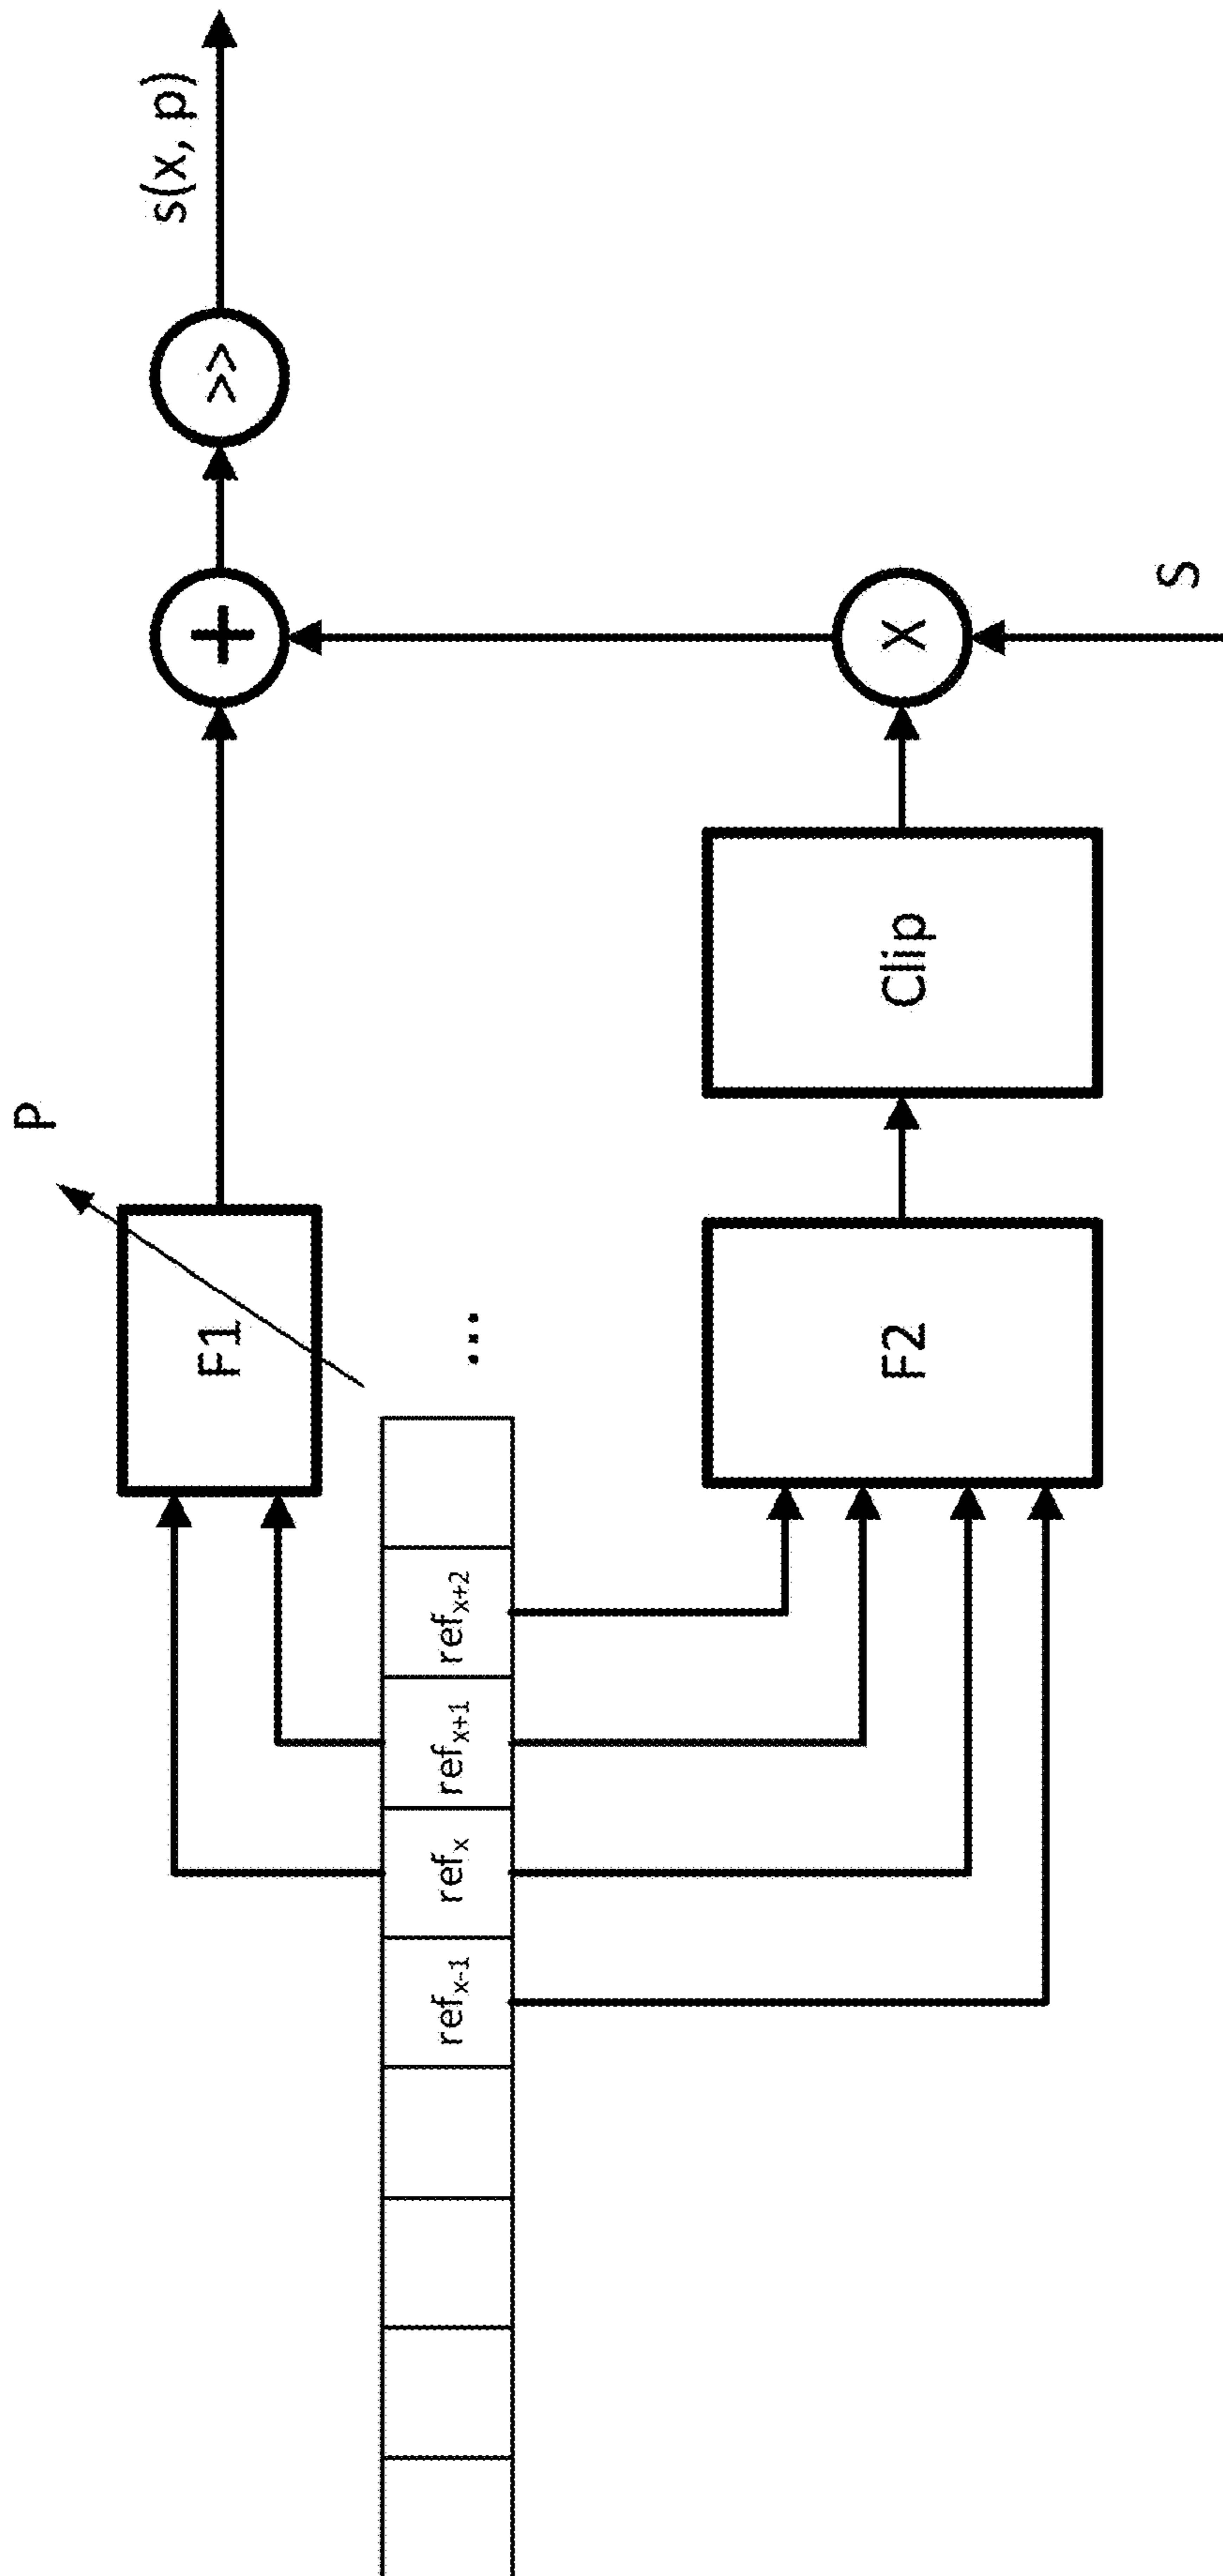 P
s(x, p)
F1
+
>>
...
ref_{x-1}
ref_x
ref_{x+1}
ref_{x+2}
F2
Clip
X
S